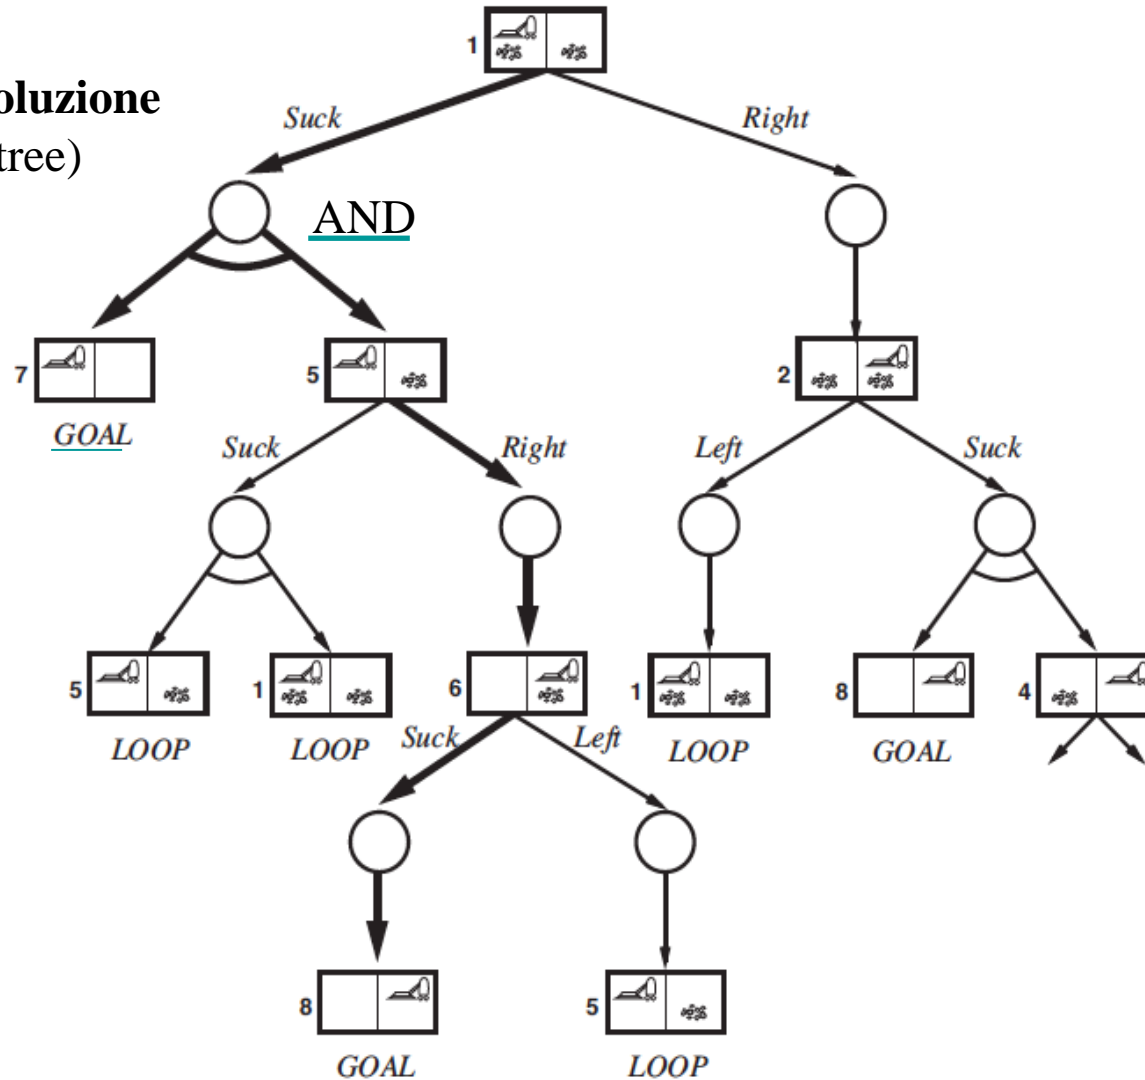 1
oluzione
Suck
Right
tree)
AND
7
5
2
GOAL
Suck
Right
Left
Suck
5
1
6
1
8
4
LOOP
LOOP
Suck
Left
LOOP
GOAL
8
5
GOAL
LOOP